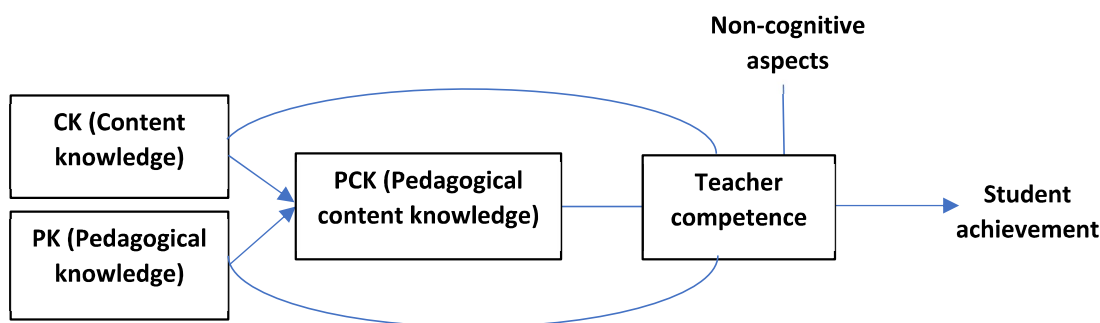 Non-cognitive
aspects
CK (Content
knowledge)
PCK (Pedagogical
content knowledge)
Teacher
competence
Student
achievement
PK (Pedagogical
knowledge)